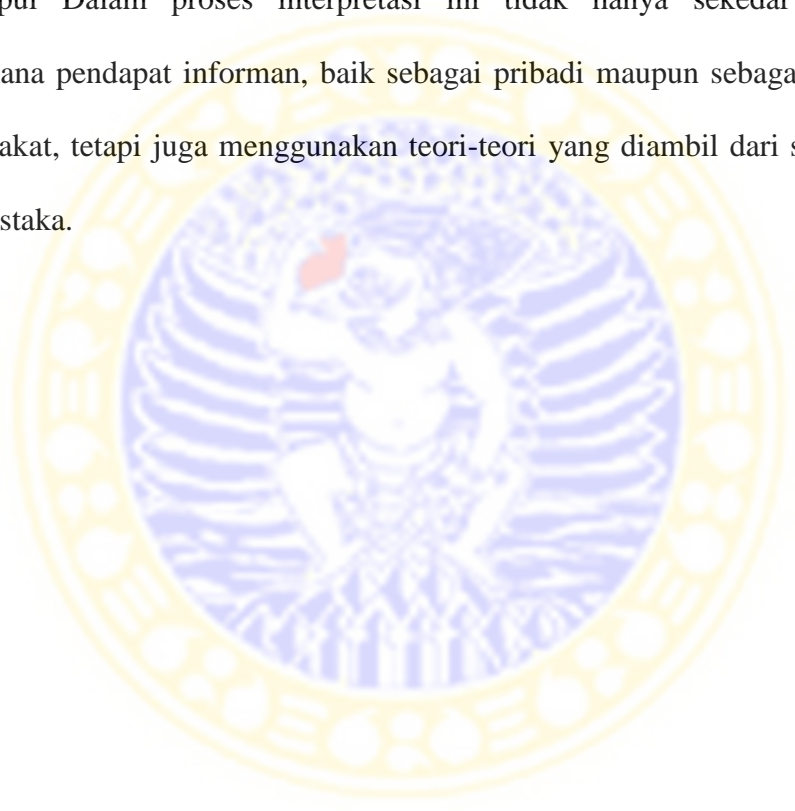 pul Dalam proses interpretasi ini tidak hanya sekedar
ana pendapat informan, baik sebagai pribadi maupun sebaga
akat, tetapi juga menggunakan teori-teori yang diambil dari s
staka.